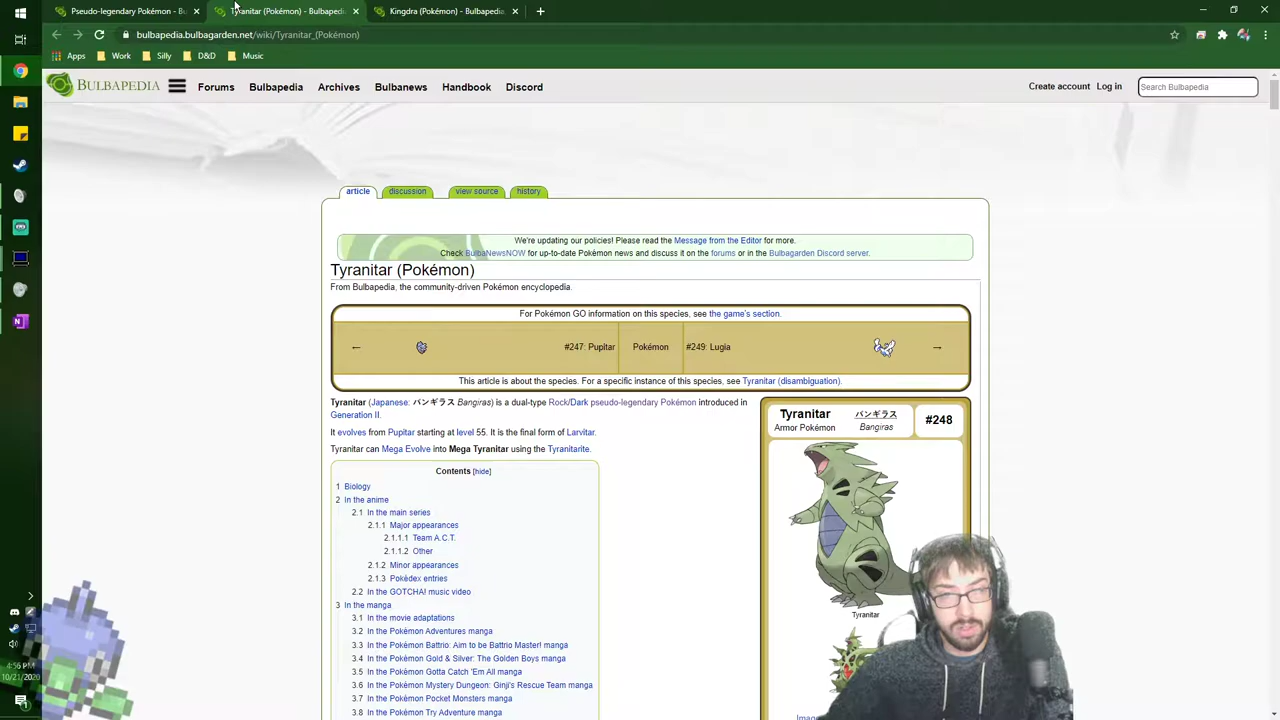 Pseudo-legendary Pokémon - Bu
Tyranitar (Pokémon) - Bulbapedia
Kingdra (Pokémon) - Bulbapedia,
bulbapedia.bulbagarden.net/wiki/Tyranitar_(Pokémon)
Apps Work Silly D&D Music
BULBAPEDIA Forums Bulbapedia Archives Bulbanews Handbook Discord Create account Log in Search Bulbapedia
article discussion view source history
We're updating our policies! Please read the Message from the Editor for more.
Check BulbaNewsNOW for up-to-date Pokémon news and discuss it on the forums or in the Bulbagarden Discord server.
Tyranitar (Pokémon)
From Bulbapedia, the community-driven Pokémon encyclopedia.
For Pokémon GO information on this species, see the game's section.
← #247: Pupitar Pokémon #249: Lugia →
This article is about the species. For a specific instance of this species, see Tyranitar (disambiguation).
Tyranitar (Japanese: バンギラス Bangiras) is a dual-type Rock/Dark pseudo-legendary Pokémon introduced in
Generation II.
It evolves from Pupitar starting at level 55. It is the final form of Larvitar.
Tyranitar can Mega Evolve into Mega Tyranitar using the Tyranitarite.
Contents [hide]
1 Biology
2 In the anime
2.1 In the main series
2.1.1 Major appearances
2.1.1.1 Team A.C.T.
2.1.1.2 Other
2.1.2 Minor appearances
2.1.3 Pokédex entries
2.2 In the GOTCHA! music video
3 In the manga
3.1 In the movie adaptations
3.2 In the Pokémon Adventures manga
3.3 In the Pokémon Battrio: Aim to be Battrio Master! manga
3.4 In the Pokémon Gold & Silver: The Golden Boys manga
3.5 In the Pokémon Gotta Catch 'Em All manga
3.6 In the Pokémon Mystery Dungeon: Ginji's Rescue Team manga
3.7 In the Pokémon Pocket Monsters manga
3.8 In the Pokémon Try Adventure manga
Tyranitar
Armor Pokémon
バンギラス
Bangiras
#248
Tyranitar
Imag
4:56 PM
10/21/2020